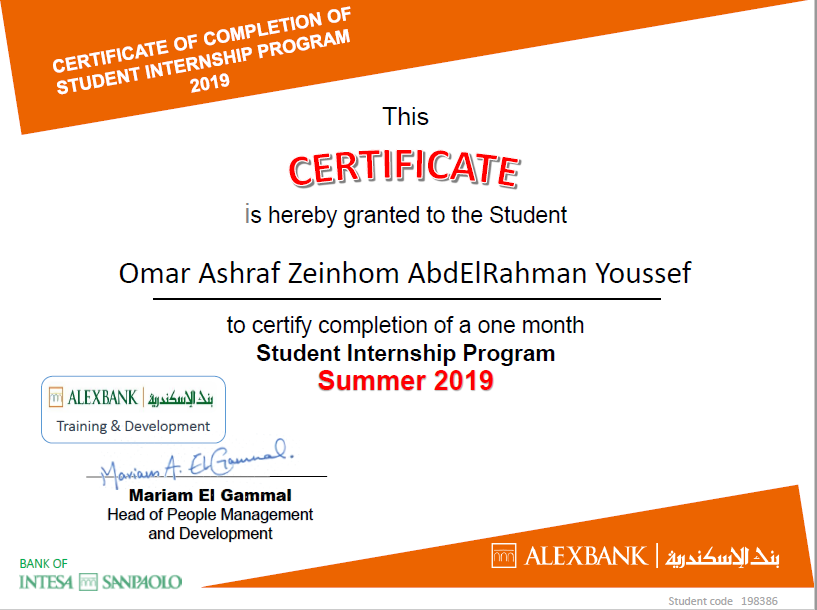 CERTIFICATE OF COMPLETION OF
STUDENT INTERNSHIP PROGRAM
2019
This
CERTIFICATE
is hereby granted to the Student
Omar Ashraf Zeinhom AbdElRahman Youssef
to certify completion of a one month
Student Internship Program
Summer 2019
ALEXBANK | بنك الإسكندرية
Training & Development
Mariam A. ElGammal.
Mariam El Gammal
Head of People Management
and Development
BANK OF
INTESA SANPAOLO
ALEXBANK | بنك الإسكندرية
Student code 198386